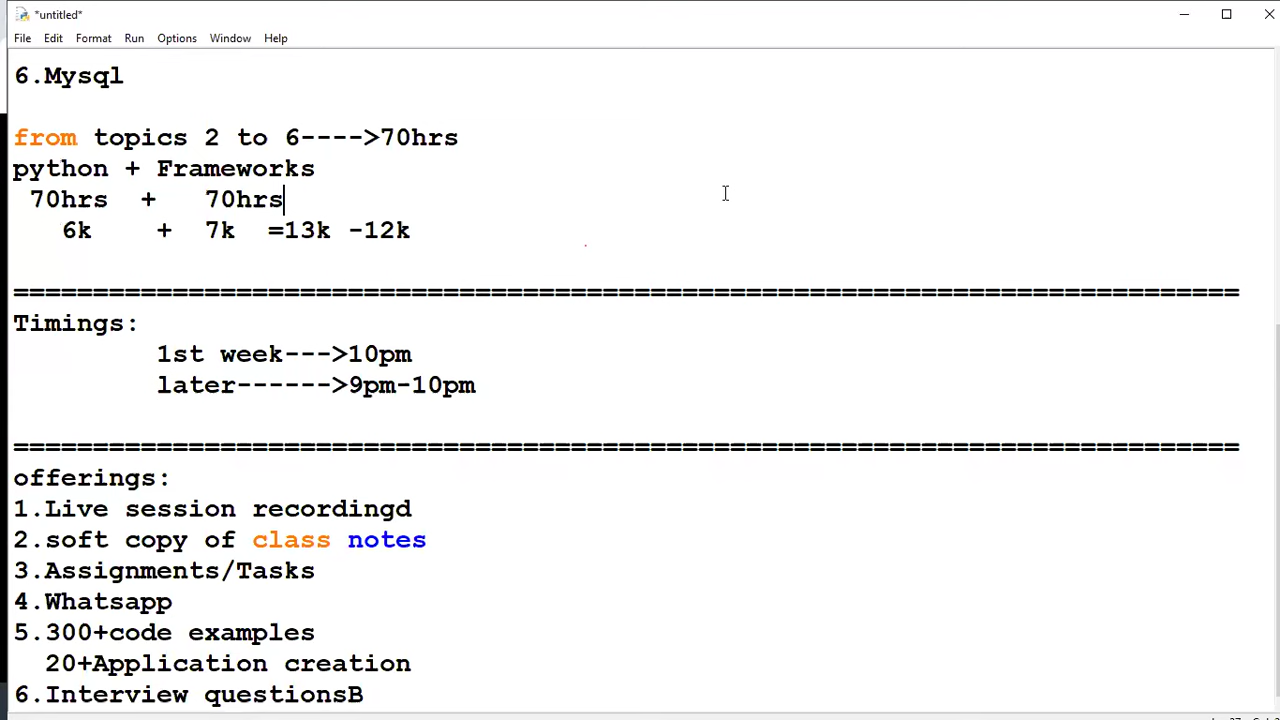 *untitled*
File Edit Format Run Options Window Help
6.Mysql
from topics 2 to 6---->70hrs
python + Frameworks
70hrs + 70hrs
6k + 7k =13k -12k
==============================================================================
Timings:
1st week--->10pm
later------>9pm-10pm
==============================================================================
offerings:
1.Live session recordingd
2.soft copy of class notes
3.Assignments/Tasks
4.Whatsapp
5.300+code examples
20+Application creation
6.Interview questionsB